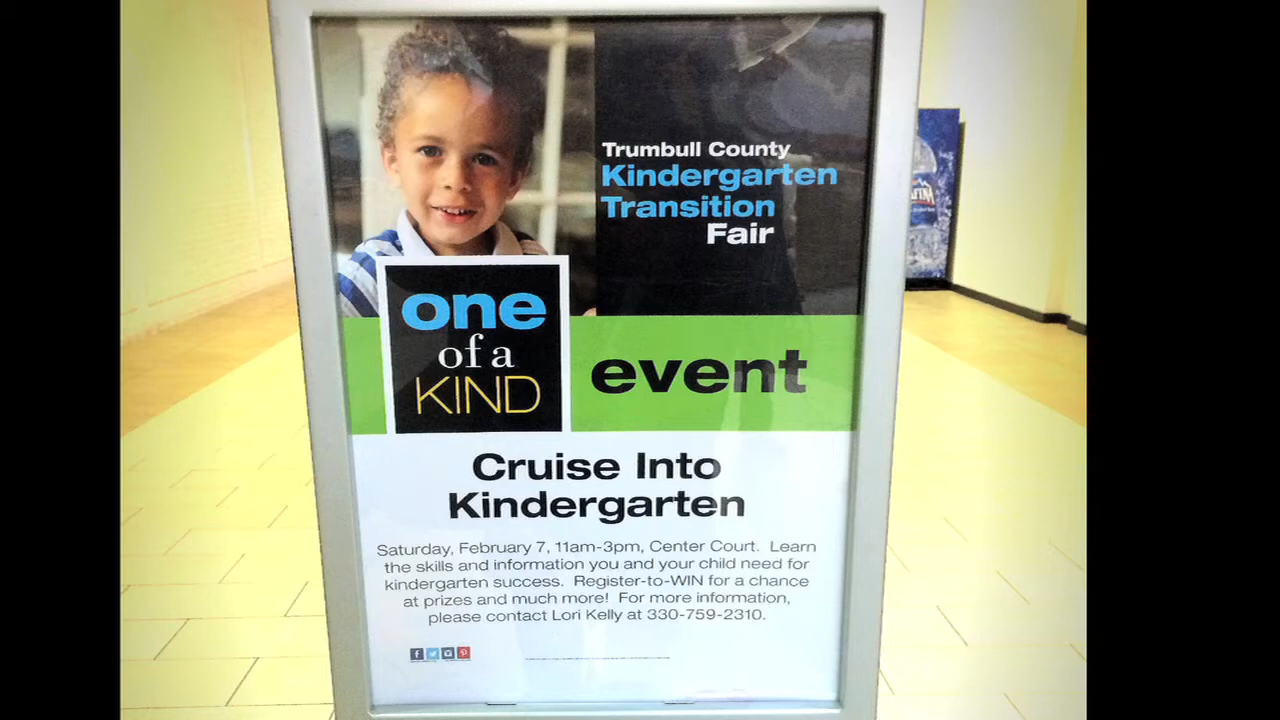 Trumbull County
Kindergarten
Transition
Fair
one
of a
KIND
event
Cruise Into
Kindergarten
Saturday, February 7, 11am-3pm, Center Court. Learn
the skills and information you and your child need for
kindergarten success. Register-to-WIN for a chance
at prizes and much more! For more information,
please contact Lori Kelly at 330-759-2310.